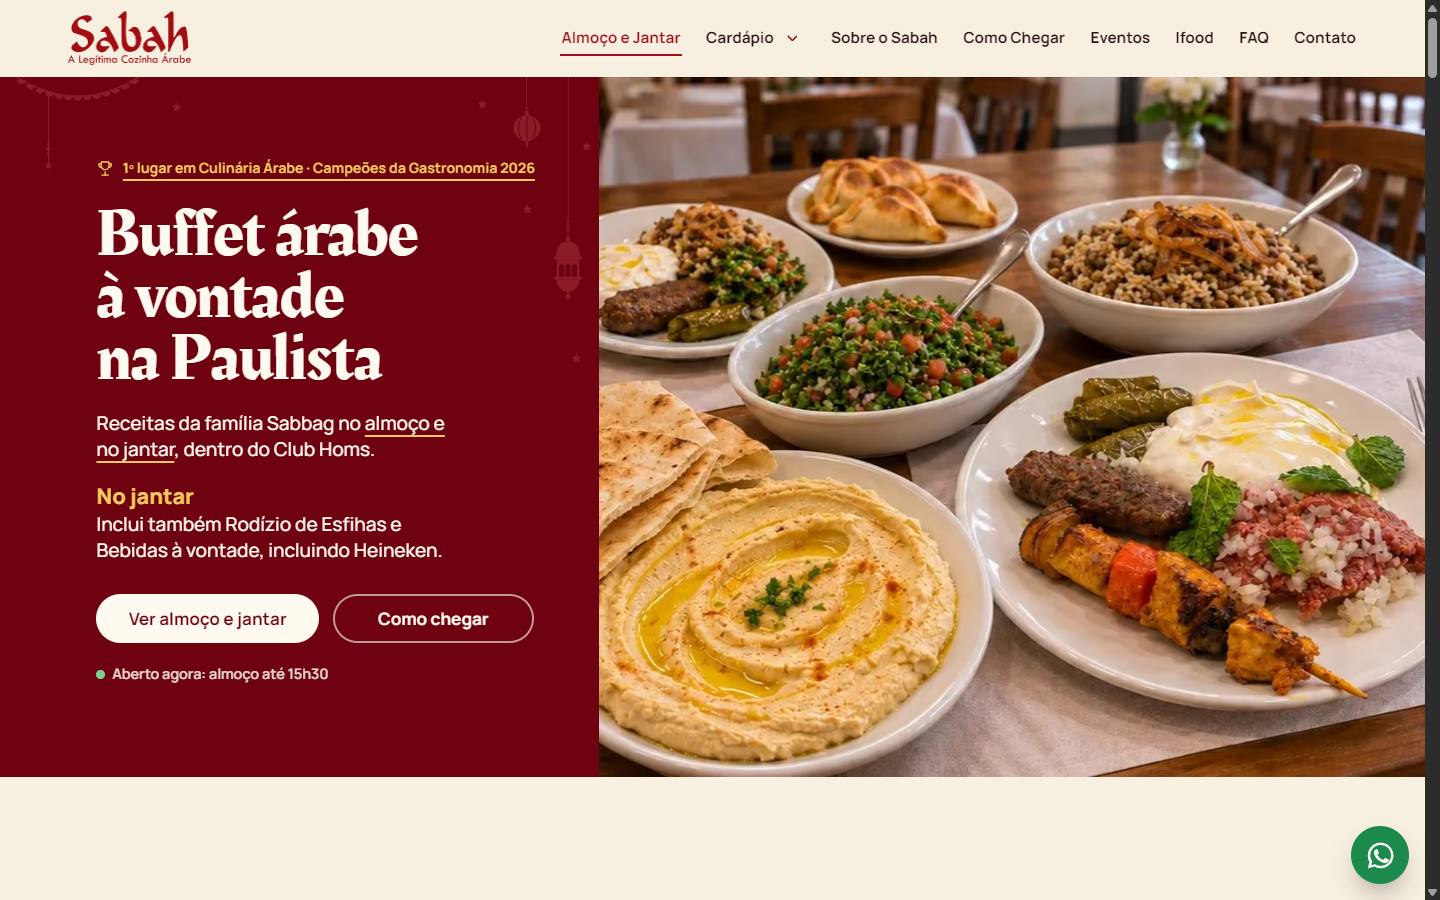 Sabah
A Legítima Cozinha Árabe
Almoço e Jantar
Cardápio
Sobre o Sabah
Como Chegar
Eventos
Ifood
FAQ
Contato
1º lugar em Culinária Árabe · Campeões da Gastronomia 2026
Buffet árabe
à vontade
na Paulista
Receitas da família Sabbag no almoço e
no jantar, dentro do Club Homs.
No jantar
Inclui também Rodízio de Esfihas e
Bebidas à vontade, incluindo Heineken.
Ver almoço e jantar
Como chegar
Aberto agora: almoço até 15h30